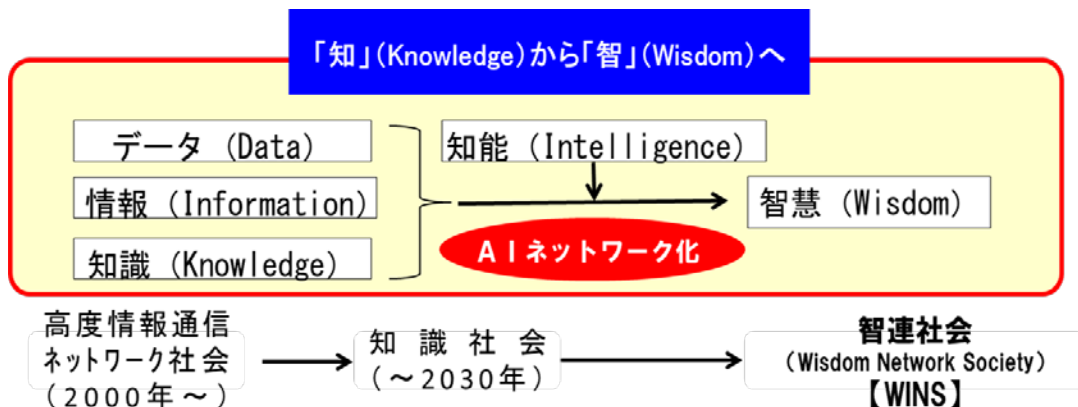 「知」(Knowledge)から「智」(Wisdom)へ
データ（Data）
知能（Intelligence）
情報（Information）
智慧（Wisdom）
知識（Knowledge）
ＡＩネットワーク化
高度情報通信
ネットワーク社会
（2000年～）
知識社会
（～2030年）
智連社会
（Wisdom Network Society）
【WINS】